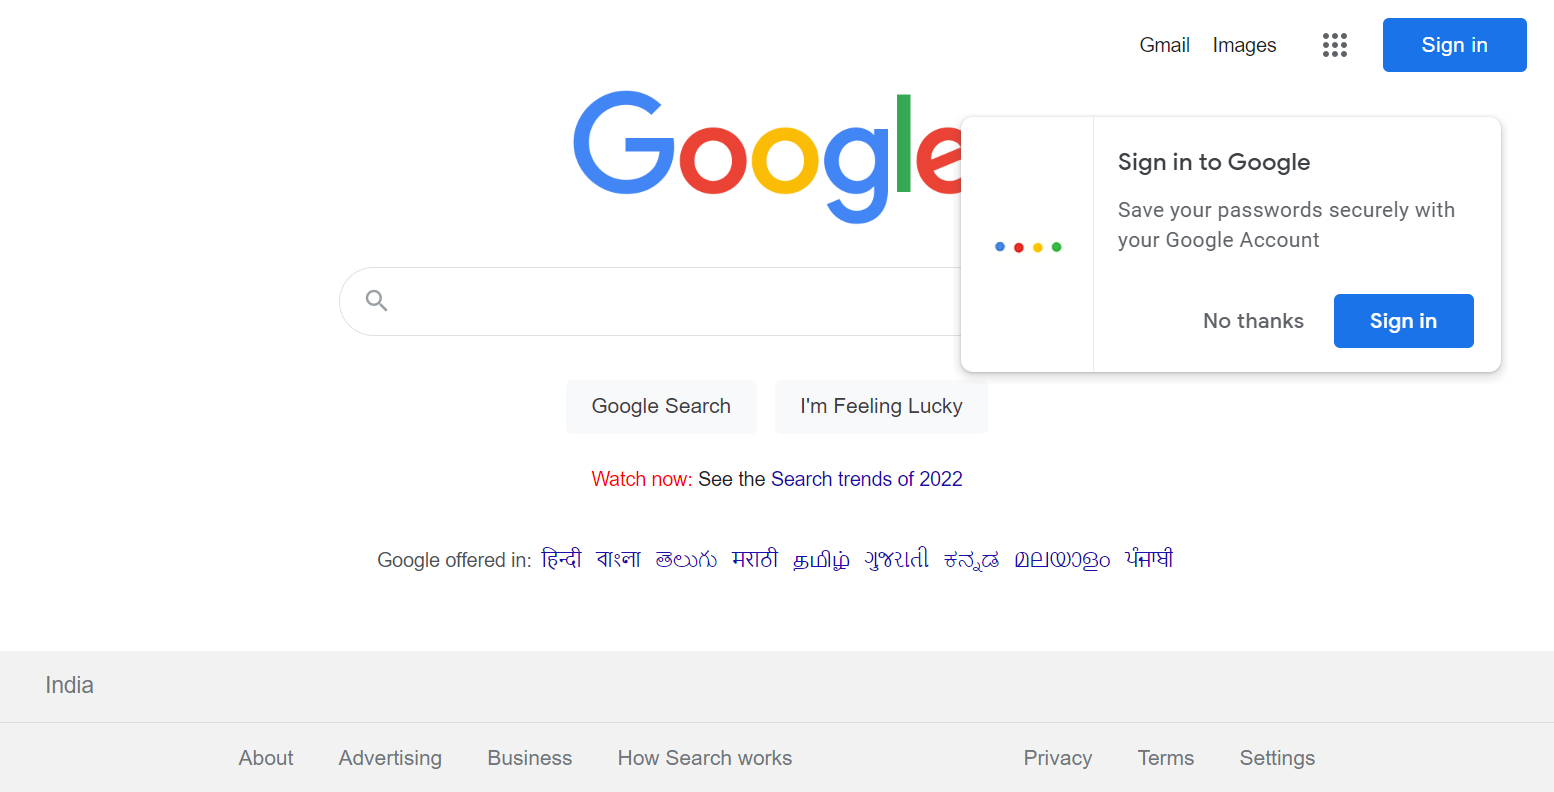 Gmail Images Sign in
Google
Sign in to Google
Save your passwords securely with
your Google Account
No thanks Sign in
Google Search I'm Feeling Lucky
Watch now: See the Search trends of 2022
Google offered in: हिन्दी বাংলা తెలుగు मराठी தமிழ் ગુજરાતી ಕನ್ನಡ മലയാളം ਪੰਜਾਬੀ
India
About Advertising Business How Search works Privacy Terms Settings